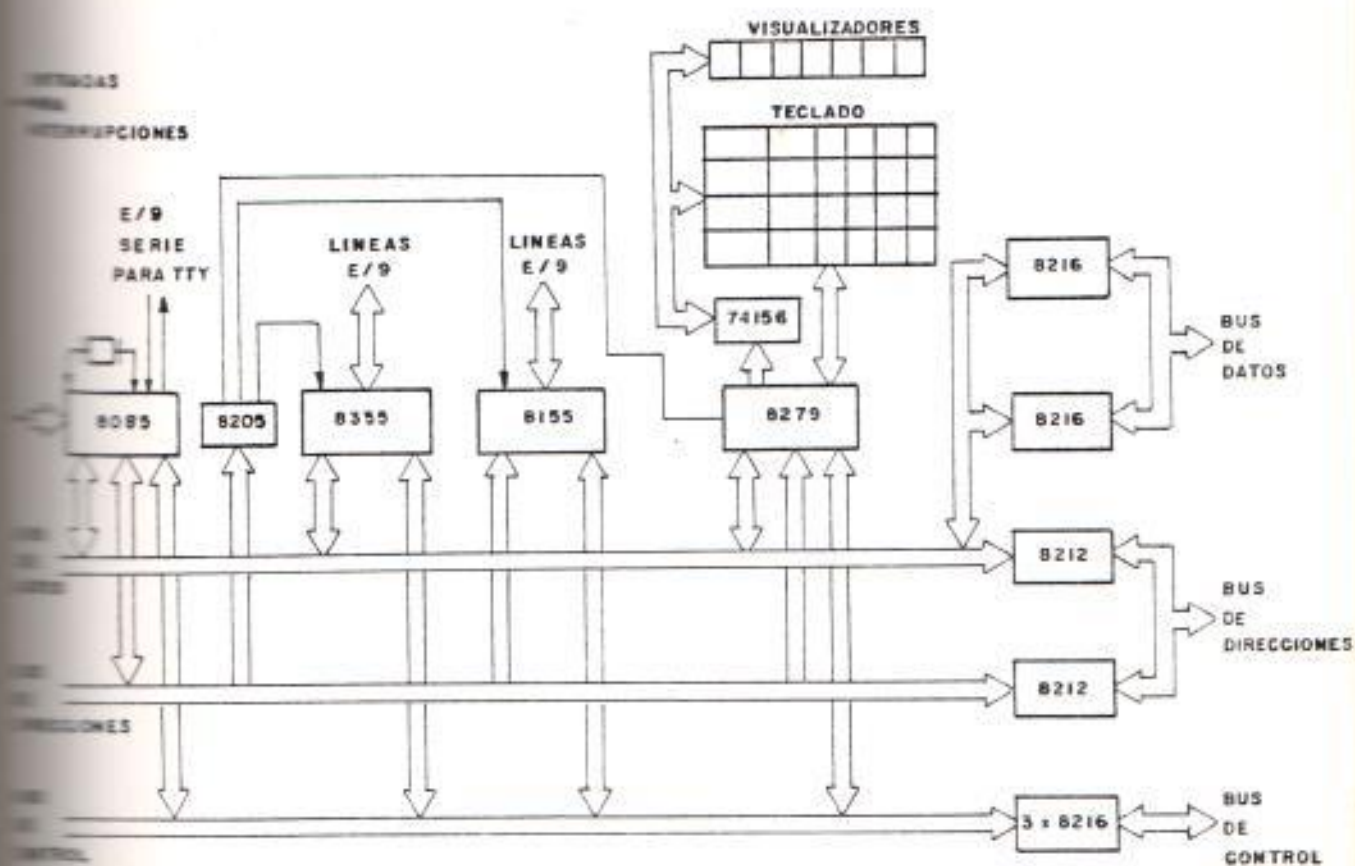 VISUALIZADORES
TECLADO
INTERRUPCIONES
E/9
SERIE
PARA TTY
LINEAS
E/9
LINEAS
E/9
8216
74156
BUS
DE
DATOS
8085
8205
8355
8155
8279
8216
8212
BUS
DE
DIRECCIONES
8212
3 x 8216
BUS
DE
CONTROL